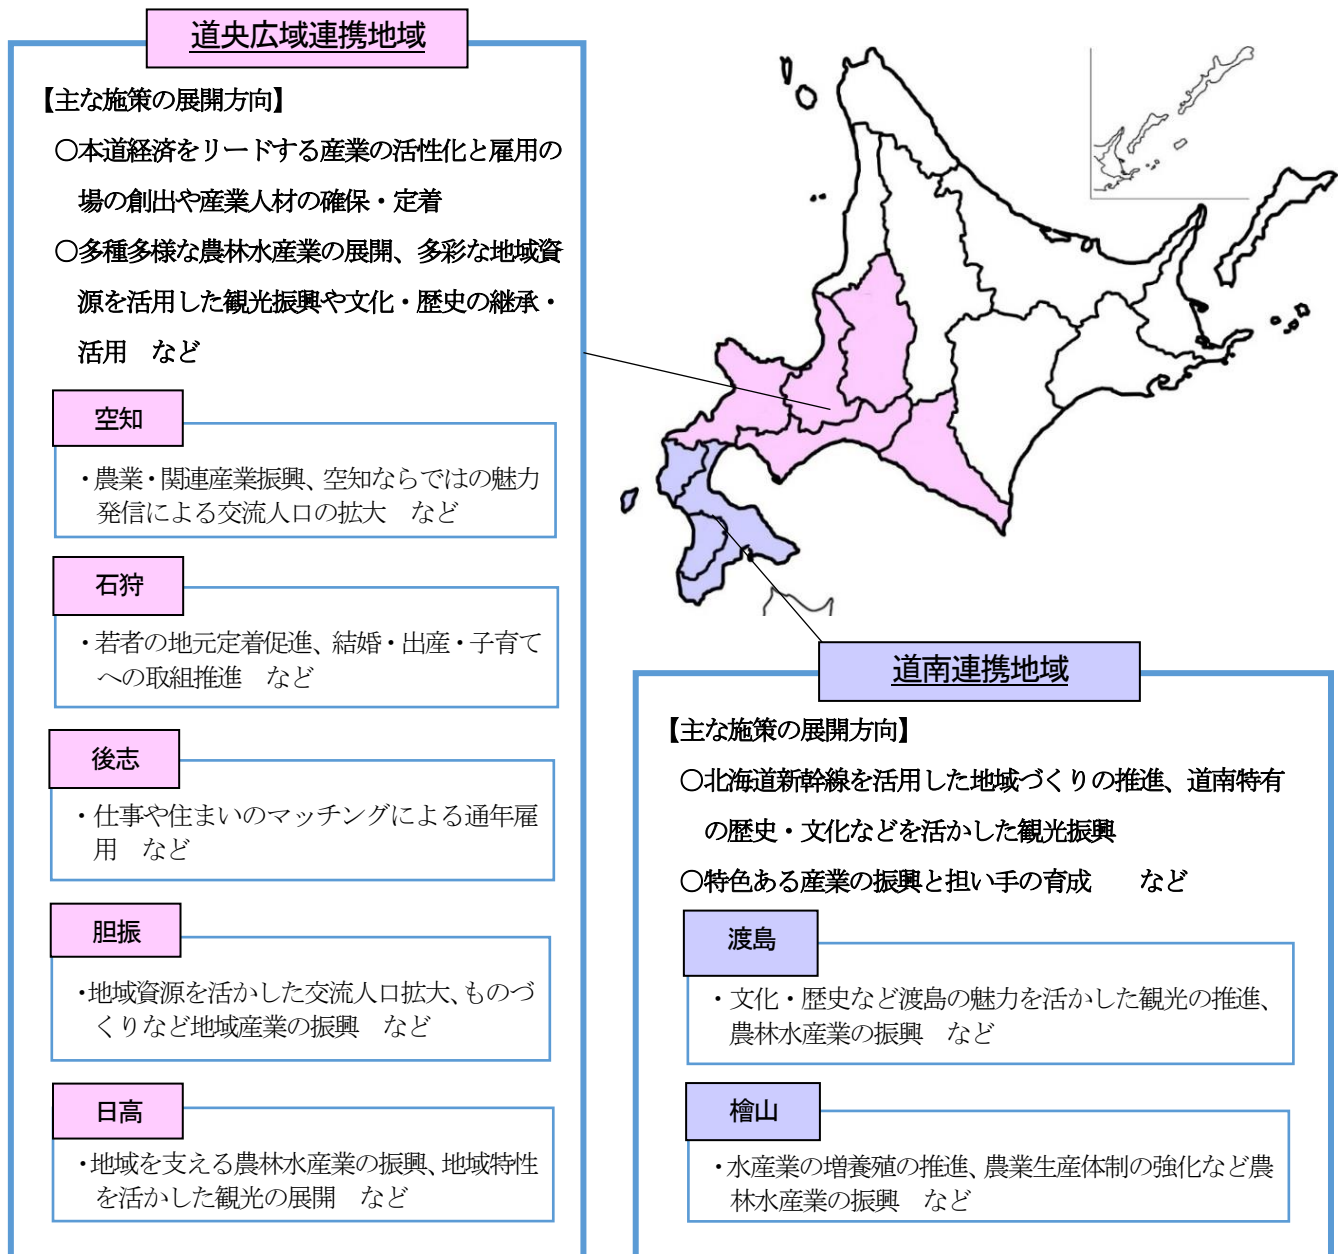 道央広域連携地域
【主な施策の展開方向】
○本道経済をリードする産業の活性化と雇用の
場の創出や産業人材の確保・定着
○多種多様な農林水産業の展開、多彩な地域資
源を活用した観光振興や文化・歴史の継承・
活用　など
空知
・農業・関連産業振興、空知ならではの魅力
発信による交流人口の拡大　など
石狩
・若者の地元定着促進、結婚・出産・子育て
への取組推進　など
後志
・仕事や住まいのマッチングによる通年雇
用　など
胆振
・地域資源を活かした交流人口拡大、ものづ
くりなど地域産業の振興　など
日高
・地域を支える農林水産業の振興、地域特性
を活かした観光の展開　など
道南連携地域
【主な施策の展開方向】
○北海道新幹線を活用した地域づくりの推進、道南特有
の歴史・文化などを活かした観光振興
○特色ある産業の振興と担い手の育成　　など
渡島
・文化・歴史など渡島の魅力を活かした観光の推進、
農林水産業の振興　など
檜山
・水産業の増養殖の推進、農業生産体制の強化など農
林水産業の振興　など